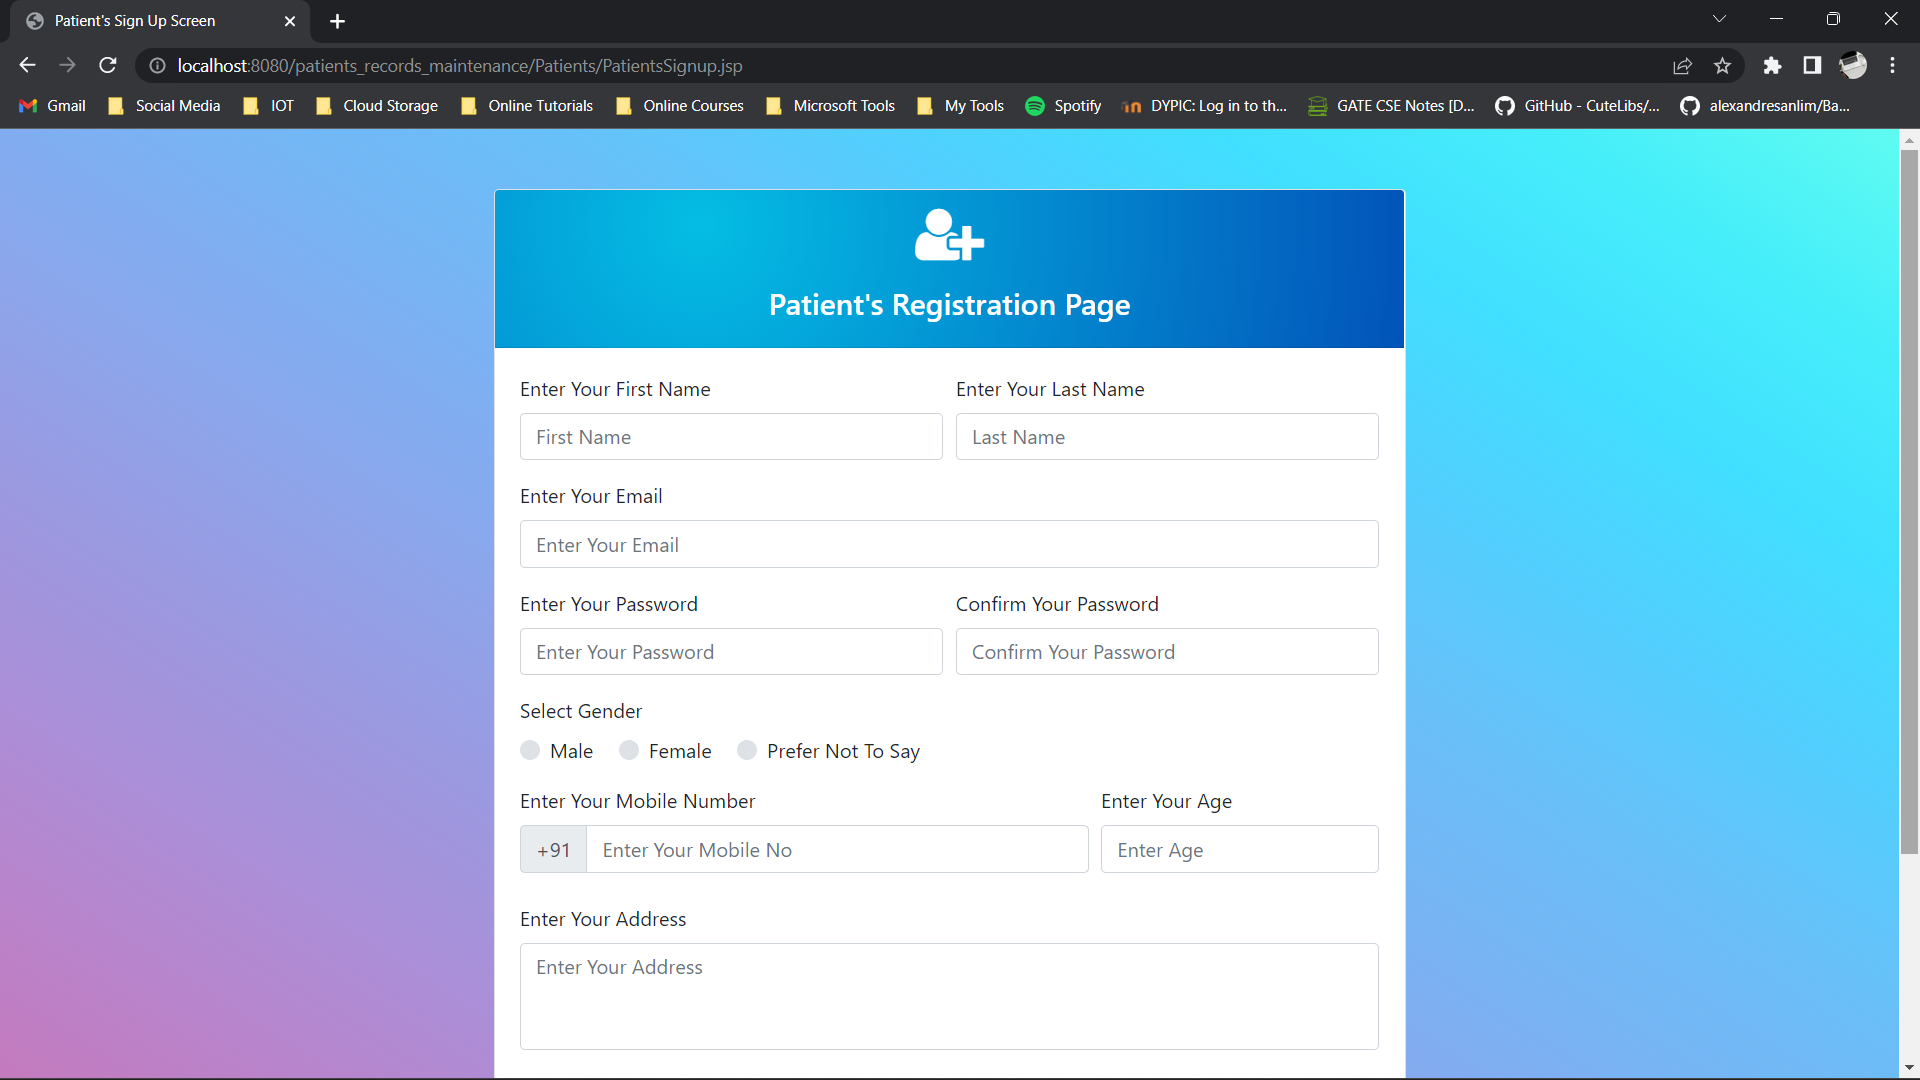 Patient's Sign Up Screen
localhost:8080/patients_records_maintenance/Patients/PatientsSignup.jsp
Gmail Social Media IOT Cloud Storage Online Tutorials Online Courses Microsoft Tools My Tools Spotify DYPIC: Log in to th... GATE CSE Notes [D... GitHub - CuteLibs/... alexandresanlim/Ba...
Patient's Registration Page
Enter Your First Name Enter Your Last Name
First Name Last Name
Enter Your Email
Enter Your Email
Enter Your Password Confirm Your Password
Enter Your Password Confirm Your Password
Select Gender
Male Female Prefer Not To Say
Enter Your Mobile Number Enter Your Age
+91 Enter Your Mobile No Enter Age
Enter Your Address
Enter Your Address